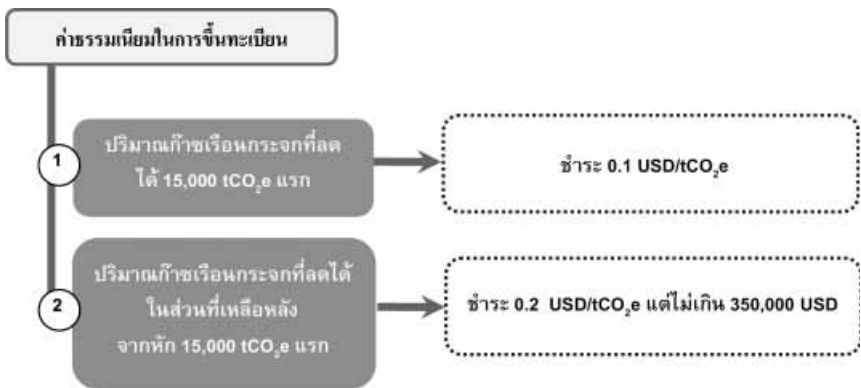 ค่าธรรมเนียมในการขึ้นทะเบียน
1
ปริมาณก๊าซเรือนกระจกที่ลด
ได้ 15,000 tCO₂e แรก
ชำระ 0.1 USD/tCO₂e
2
ปริมาณก๊าซเรือนกระจกที่ลดได้
ในส่วนที่เหลือหลัง
จากหัก 15,000 tCO₂e แรก
ชำระ 0.2 USD/tCO₂e แต่ไม่เกิน 350,000 USD